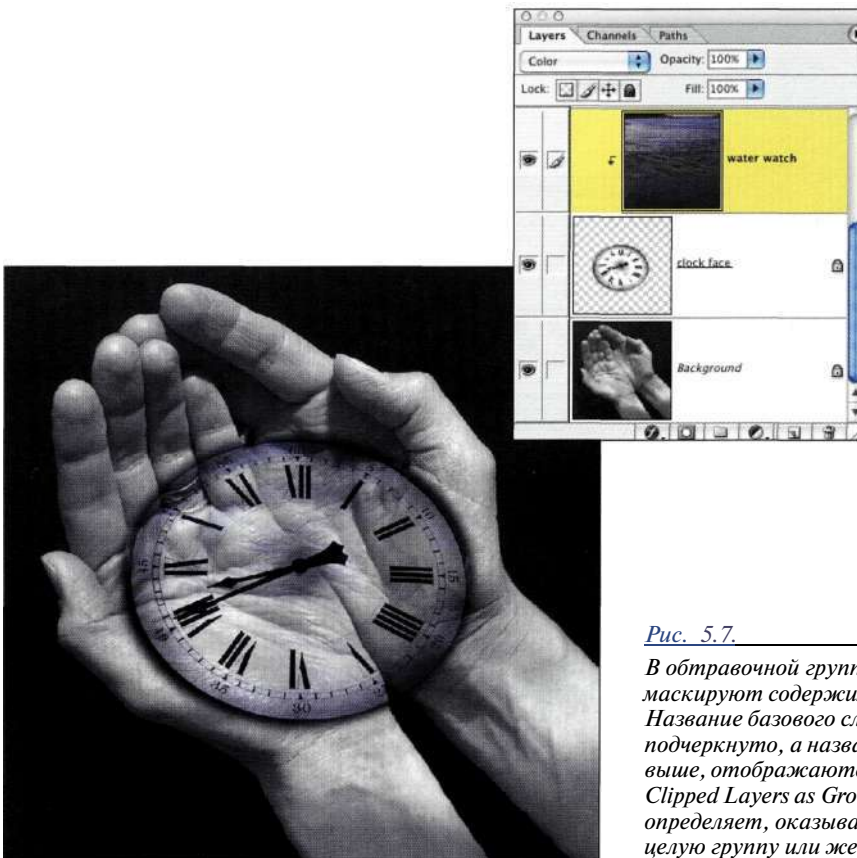 Layers Channels Paths
Color Opacity: 100%
Lock: Fill: 100%
water watch
clock face
Background
Рис. 5.7.
В обтравочной групп
маскируют содержи
Название базового сл
подчеркнуто, а назва
выше, отображаютс
Clipped Layers as Gro
определяет, оказыва
целую группу или же